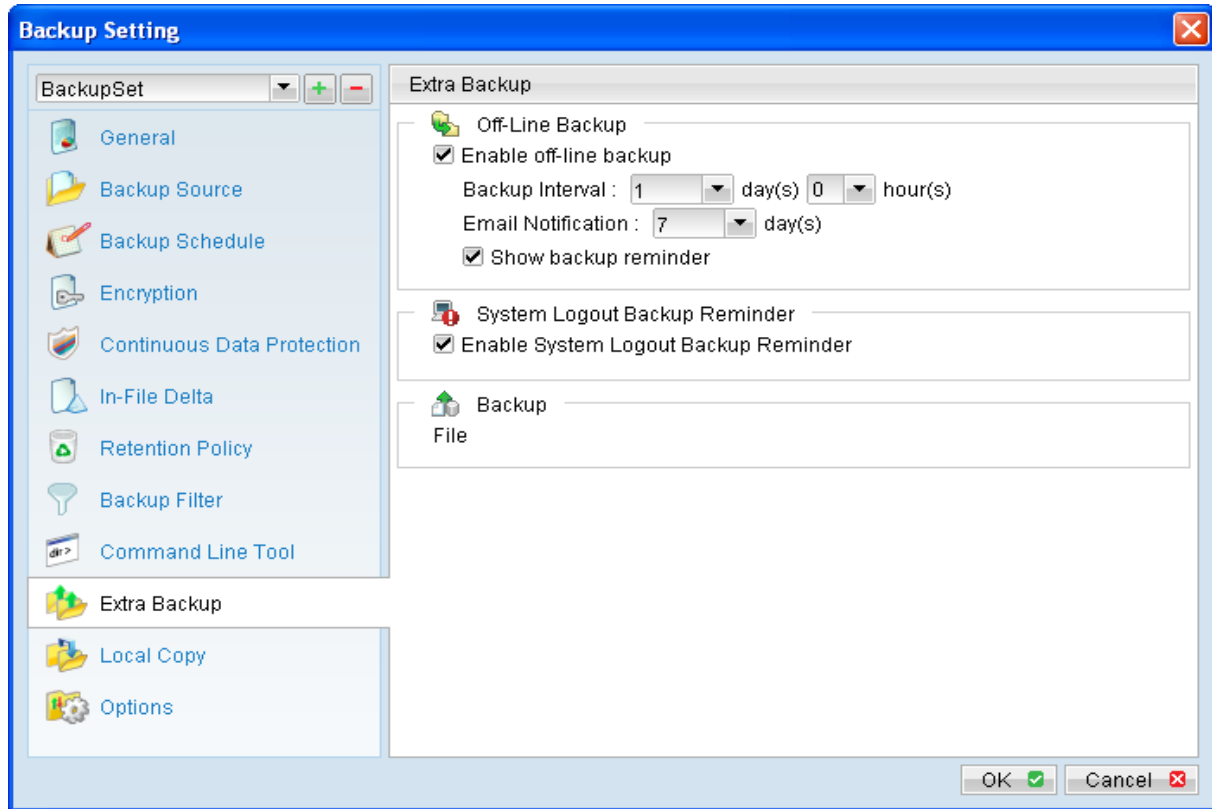 Backup Setting
BackupSet
General
Backup Source
Backup Schedule
Encryption
Continuous Data Protection
In-File Delta
Retention Policy
Backup Filter
dir >
Command Line Tool
Extra Backup
Local Copy
Options
Extra Backup
Off-Line Backup
Enable off-line backup
Backup Interval : 1 day(s) 0 hour(s)
Email Notification : 7 day(s)
Show backup reminder
System Logout Backup Reminder
Enable System Logout Backup Reminder
Backup
File
OK Cancel